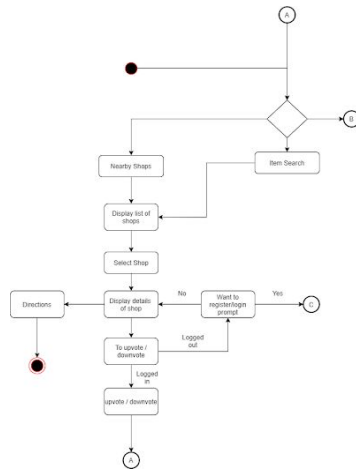 A
B
Nearby Shaps
Item Search
Display list of
shops
Select Shop
Directions
Display details
of shop
No
Want to
register/login
prompt
Yes
C
To upvote /
downvote
Logged
out
Logged
in
upvote / downvote
A